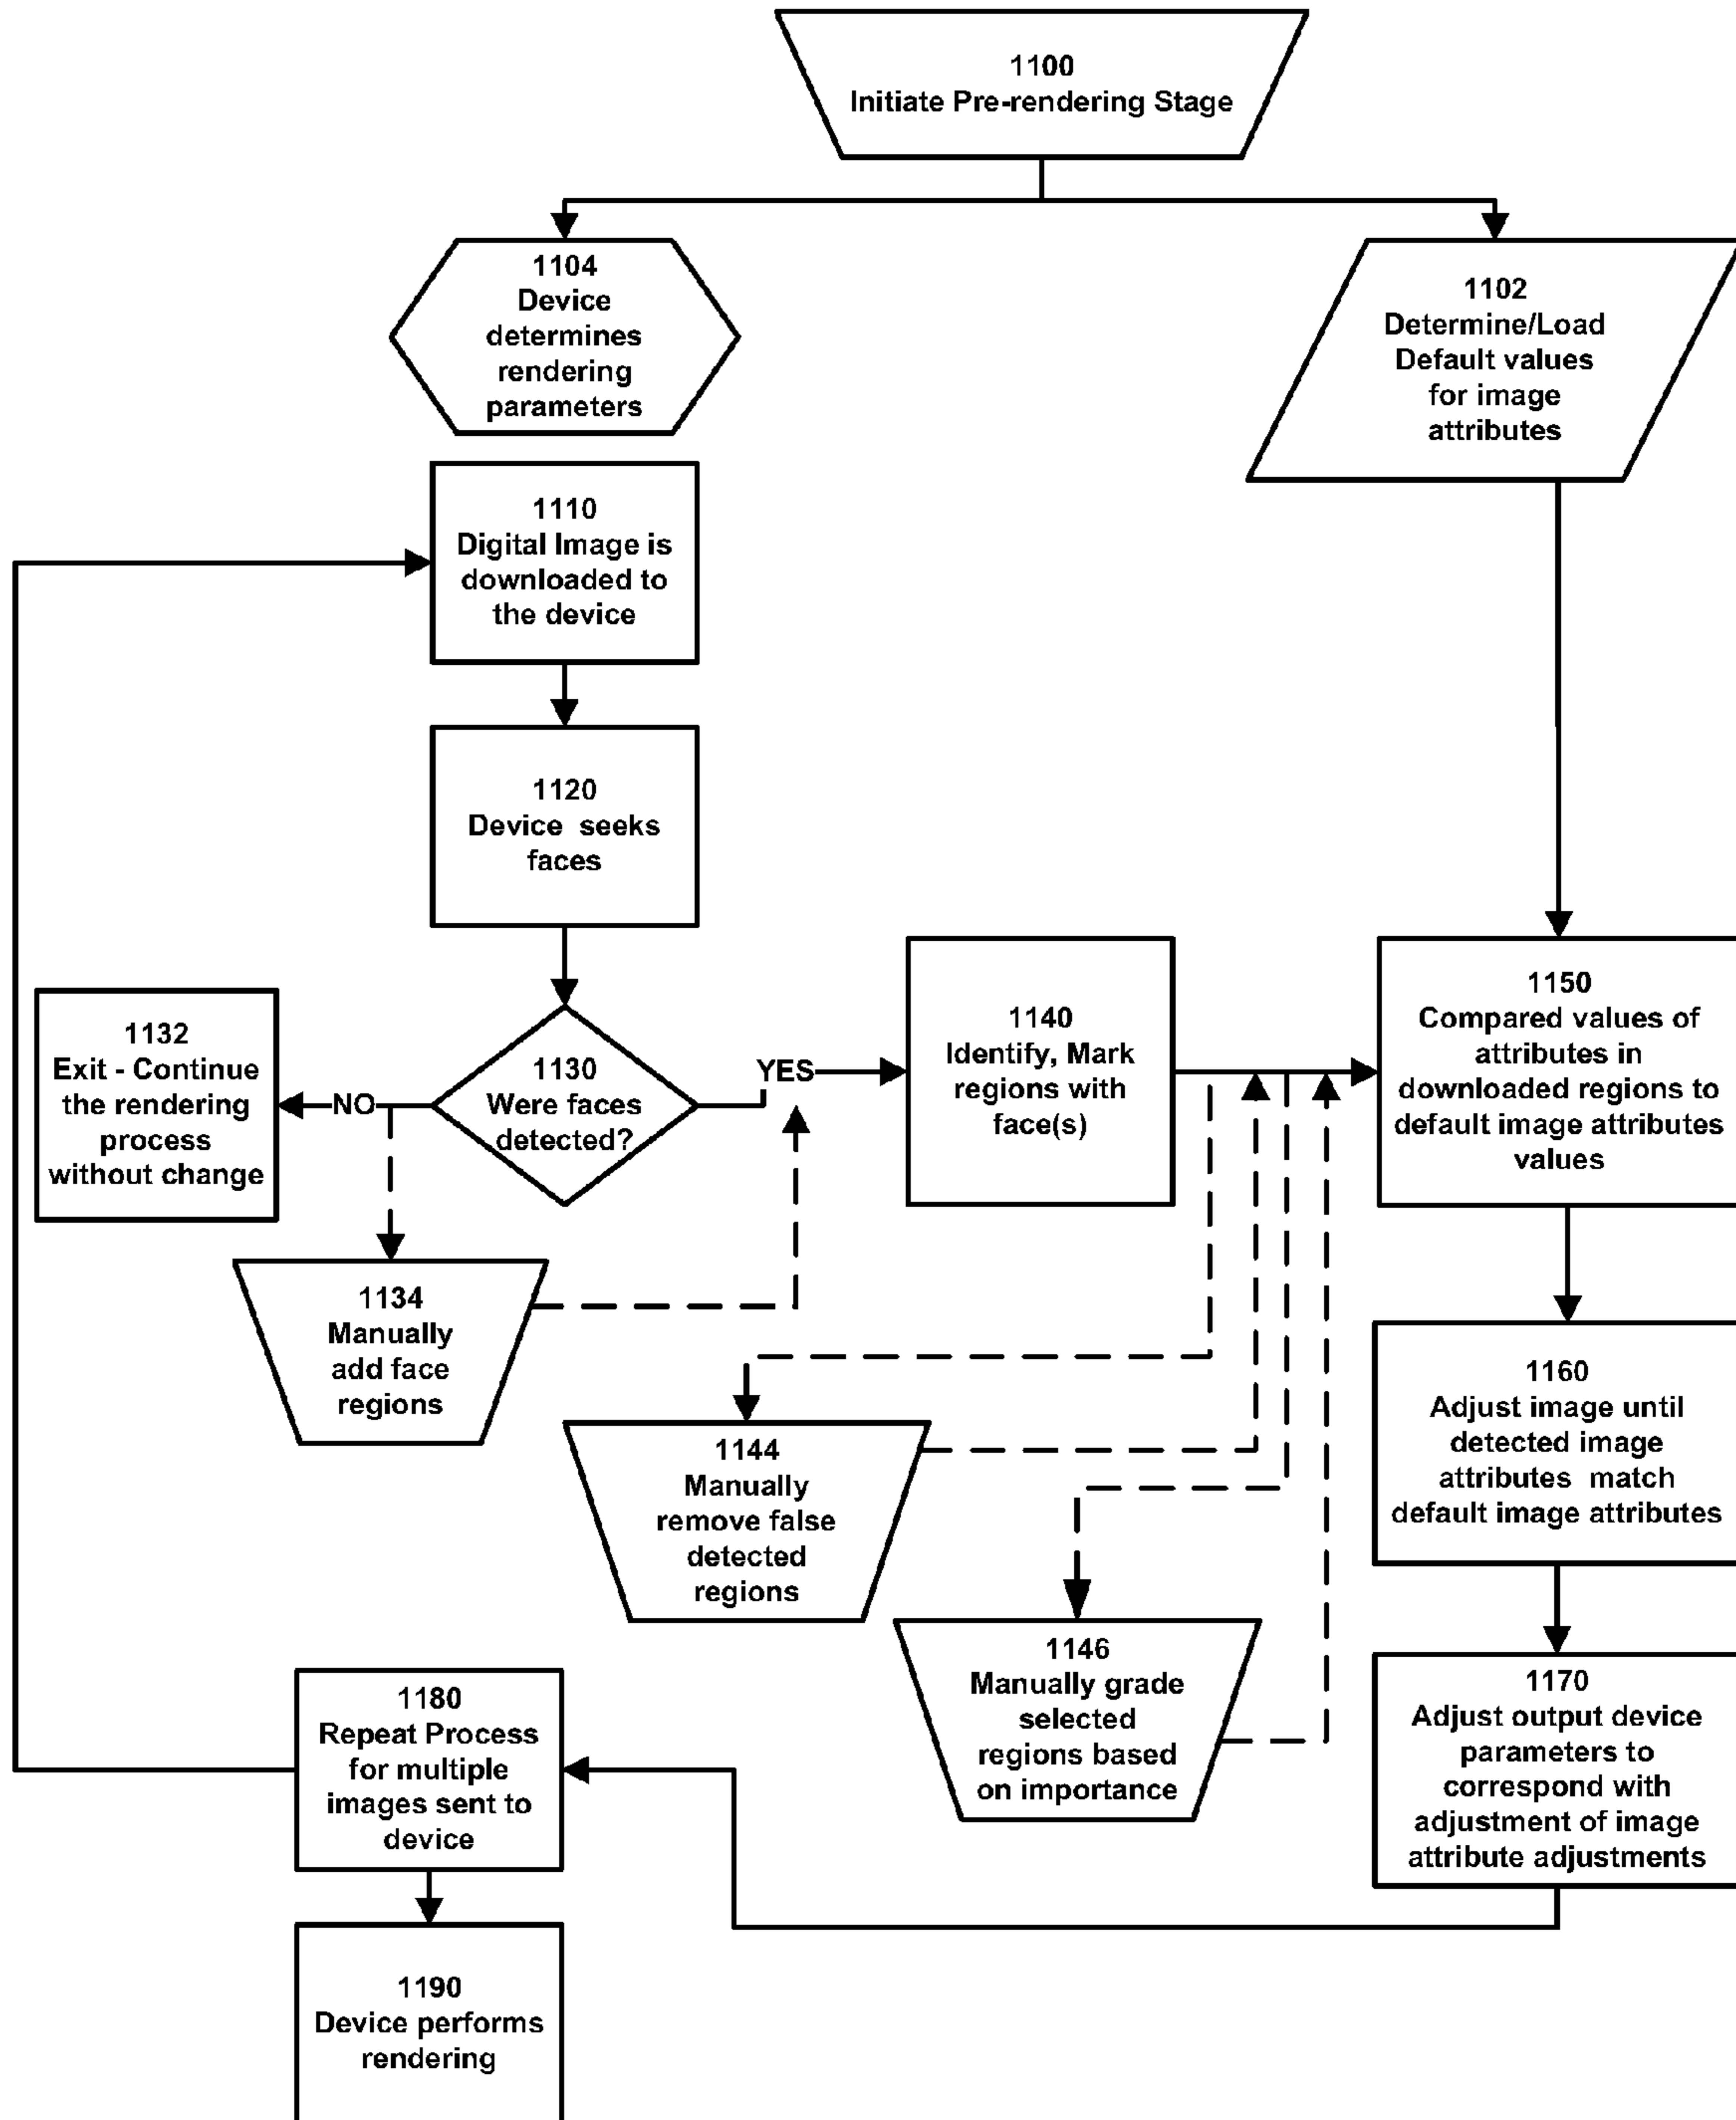 1100
Initiate Pre-rendering Stage
1104
Device
determines
rendering
parameters
1102
Determine/Load
Default values
for image
attributes
1110
Digital Image is
downloaded to
the device
1120
Device seeks
faces
1132
Exit - Continue
the rendering
process
without change
NO
1130
Were faces
detected?
YES
1140
Identify, Mark
regions with
face(s)
1150
Compared values of
attributes in
downloaded regions to
default image attributes
values
1134
Manually
add face
regions
1144
Manually
remove false
detected
regions
1160
Adjust image until
detected image
attributes match
default image attributes
1146
Manually grade
selected
regions based
on importance
1170
Adjust output device
parameters to
correspond with
adjustment of image
attribute adjustments
1180
Repeat Process
for multiple
images sent to
device
1190
Device performs
rendering